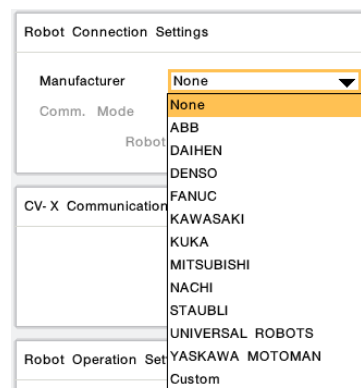 Robot Connection Settings
Manufacturer None
Comm. Mode
Robot
CV-X Communication
Robot Operation Set
None
ABB
DAIHEN
DENSO
FANUC
KAWASAKI
KUKA
MITSUBISHI
NACHI
STAUBLI
UNIVERSAL ROBOTS
YASKAWA MOTOMAN
Custom